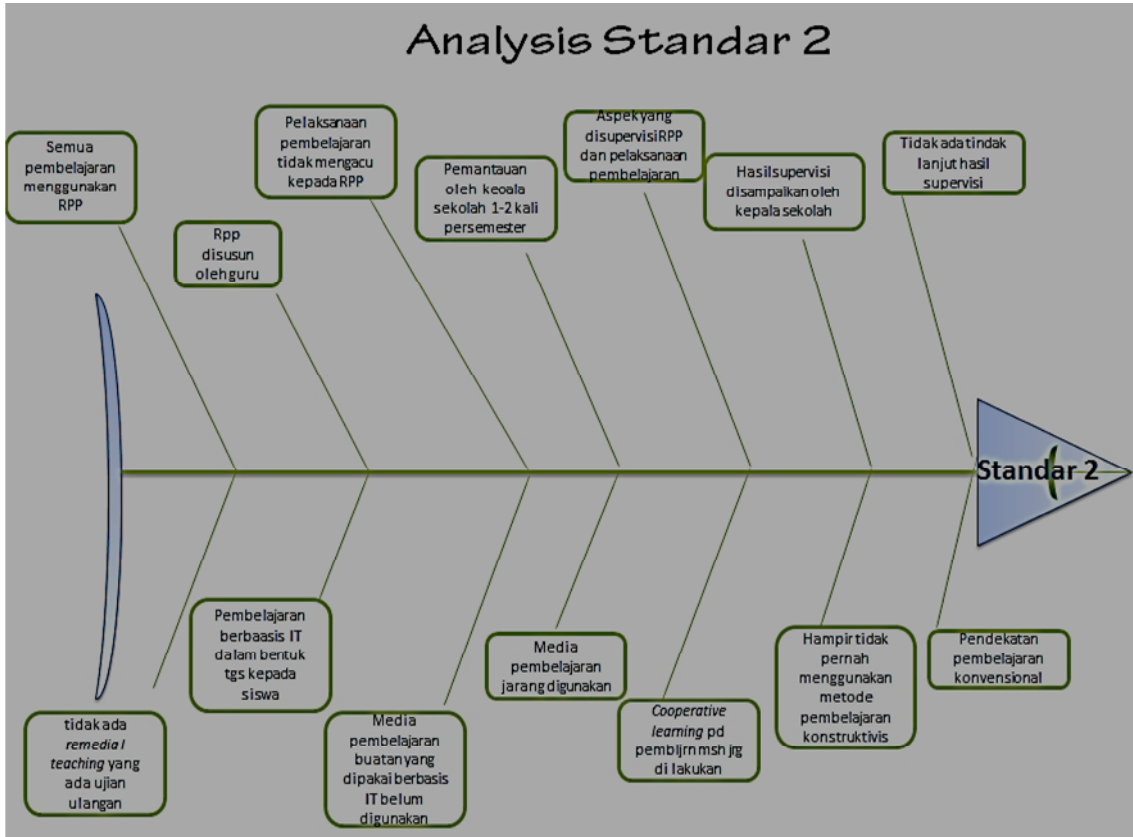 Analysis Standar 2
Semua
pembelajaran
menggunakan
RPP
Rpp
disusun
oleh guru
Pelaksanaan
pembelajaran
tidak mengacu
kepada RPP
Pemantauan
oleh keoala
sekolah 1-2 kali
persemester
Aspek yang
disupervisi RPP
dan pelaksanaan
pembelajaran
Hasil supervisi
disampaikan oleh
kepala sekolah
Tidak ada tindak
lanjut hasil
supervisi
Standar 2
tidak ada
remedial
teaching yang
ada ujian
ulangan
Pembelajaran
berbaasis IT
dalam bentuk
tgs kepada
siswa
Media
pembelajaran
buatan yang
dipakai berbasis
IT belum
digunakan
Media
pembelajaran
jarang digunakan
Cooperative
learning pd
pembljrn msh jrg
di lakukan
Hampir tidak
pernah
menggunakan
metode
pembelajaran
konstruktivis
Pendekatan
pembelajaran
konvensional